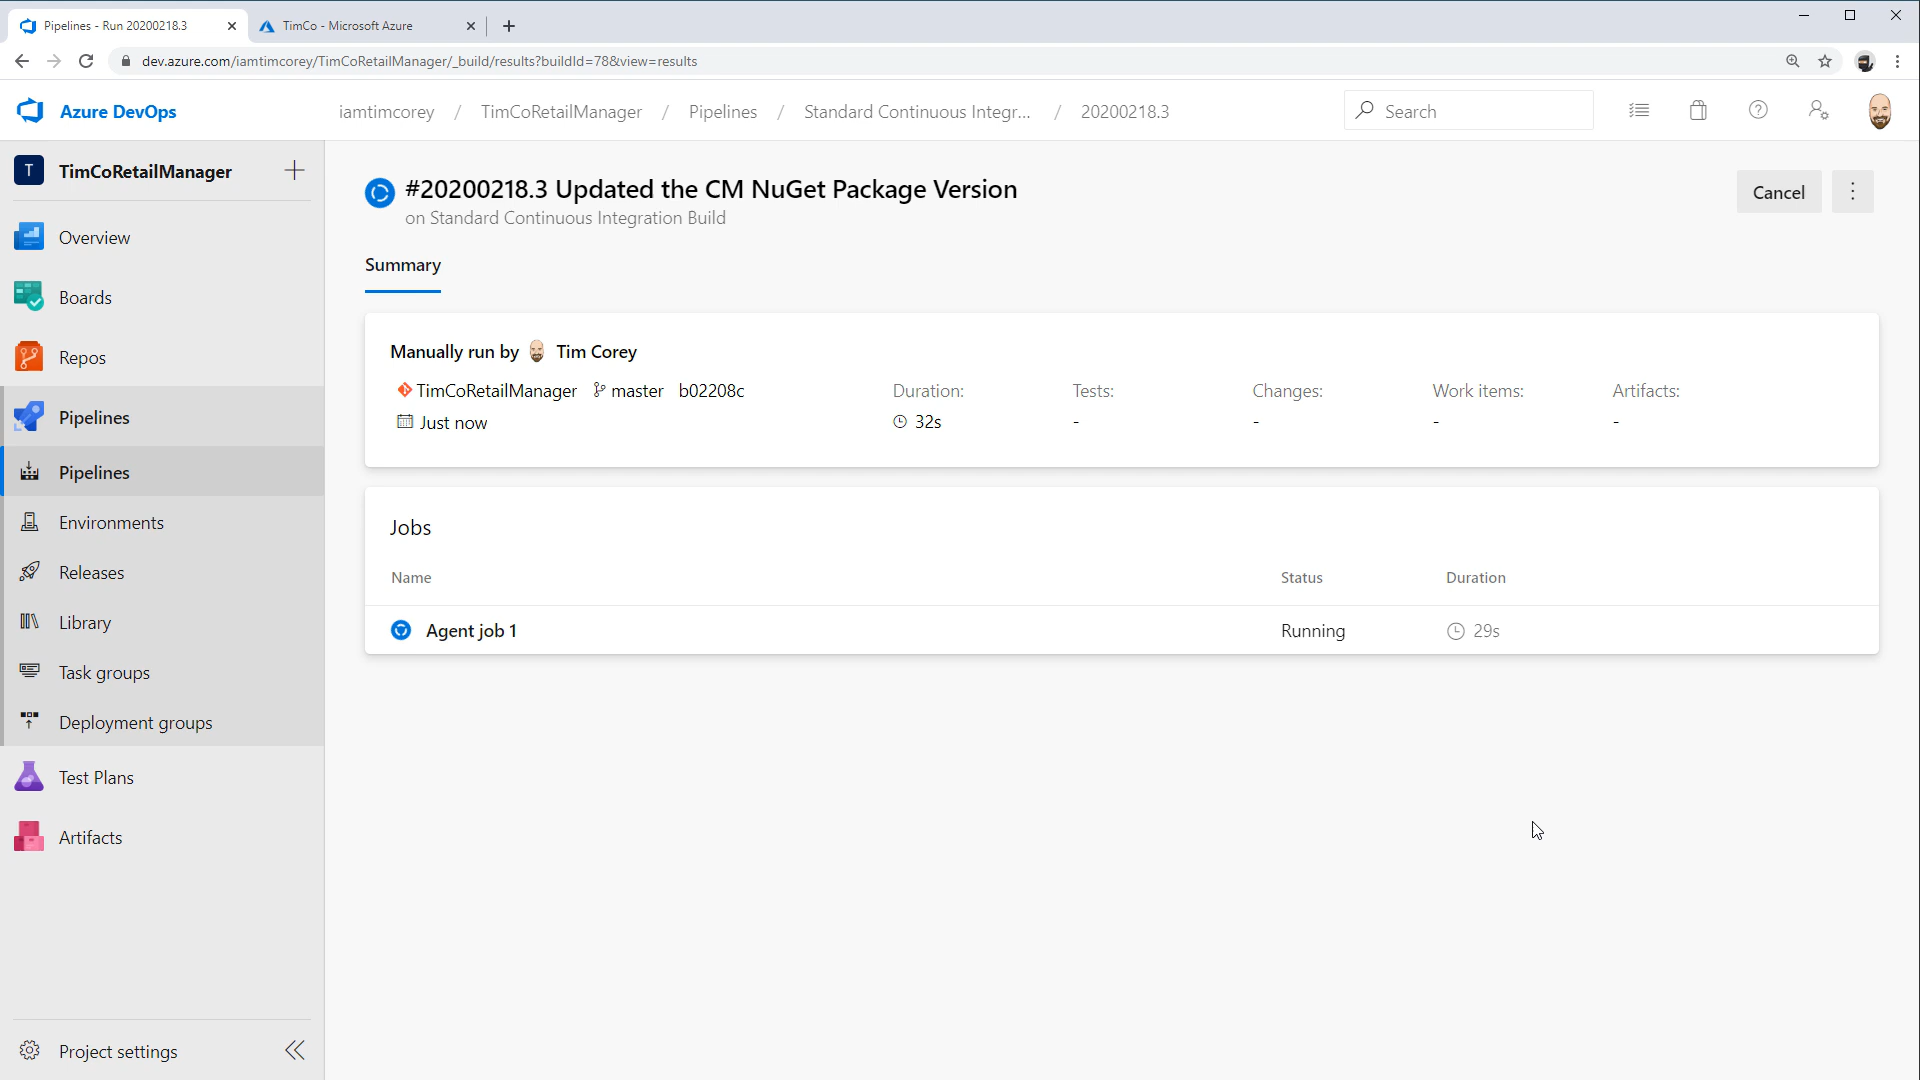 Pipelines - Run 20200218.3
TimCo - Microsoft Azure
dev.azure.com/iamtimcorey/TimCoRetailManager/_build/results?buildId=78&view=results
Azure DevOps
iamtimcorey / TimCoRetailManager / Pipelines / Standard Continuous Integr... / 20200218.3
Search
T TimCoRetailManager
Overview
Boards
Repos
Pipelines
Pipelines
Environments
Releases
Library
Task groups
Deployment groups
Test Plans
Artifacts
Project settings
#20200218.3 Updated the CM NuGet Package Version
on Standard Continuous Integration Build
Cancel
Summary
Manually run by Tim Corey
TimCoRetailManager master b02208c
Just now
Duration: Tests: Changes: Work items: Artifacts:
32s - - - -
Jobs
Name Status Duration
Agent job 1 Running 29s